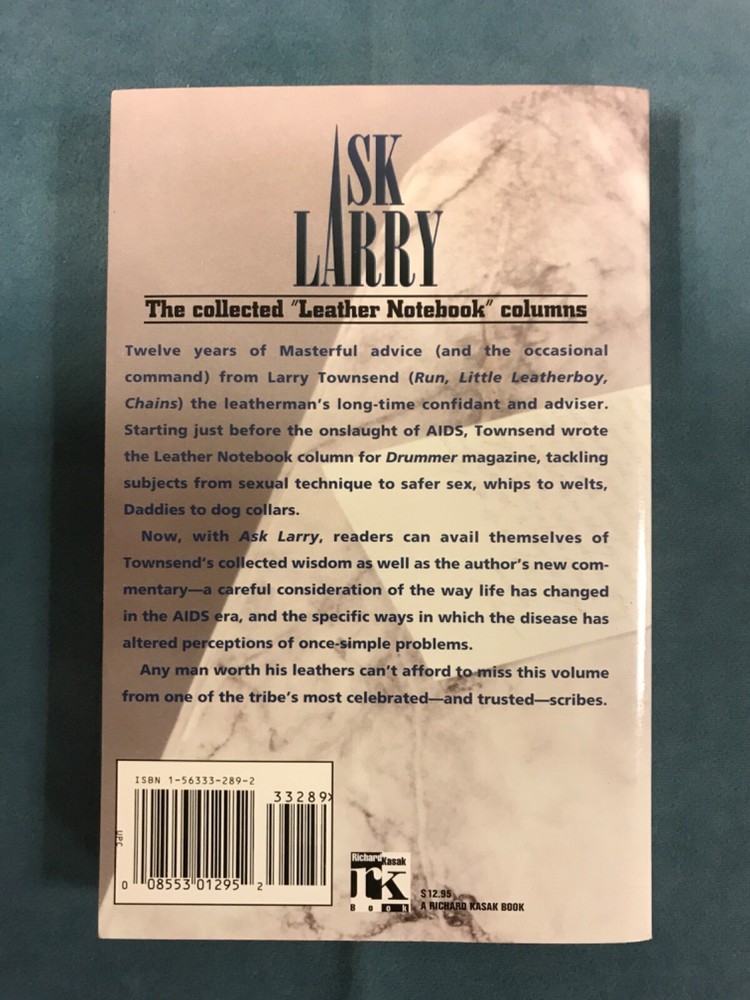 ASK
LARRY
The collected "Leather Notebook" columns
Twelve years of Masterful advice (and the occasional
command) from Larry Townsend (Run, Little Leatherboy,
Chains) the leatherman's long-time confidant and adviser.
Starting just before the onslaught of AIDS, Townsend wrote
the Leather Notebook column for Drummer magazine, tackling
subjects from sexual technique to safer sex, whips to welts,
Daddies to dog collars.
Now, with Ask Larry, readers can avail themselves of
Townsend's collected wisdom as well as the author's new com-
mentary—a careful consideration of the way life has changed
in the AIDS era, and the specific ways in which the disease has
altered perceptions of once-simple problems.
Any man worth his leathers can't afford to miss this volume
from one of the tribe's most celebrated—and trusted—scribes.
ISBN 1-56333-289-2
33289>
UPC
0 08553 01295 2
Richard Kasak
rk
Book
$12.95
A RICHARD KASAK BOOK